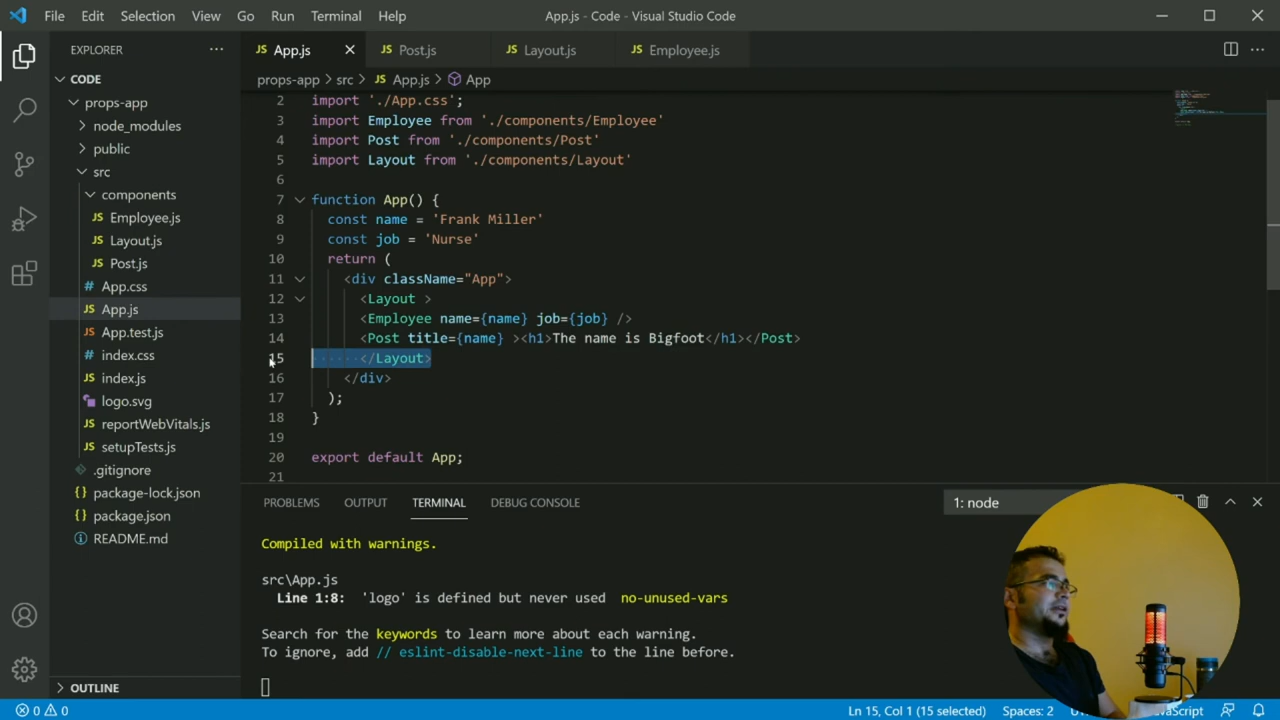 File Edit Selection View Go Run Terminal Help App.js - Code - Visual Studio Code
EXPLORER ···
App.js Post.js Layout.js Employee.js
props-app > src > App.js > App
CODE
props-app
node_modules
public
src
components
Employee.js
Layout.js
Post.js
App.css
App.js
App.test.js
index.css
index.js
logo.svg
reportWebVitals.js
setupTests.js
.gitignore
package-lock.json
package.json
README.md
OUTLINE
2 import './App.css';
3 import Employee from './components/Employee'
4 import Post from './components/Post'
5 import Layout from './components/Layout'
6
7 function App() {
8 const name = 'Frank Miller'
9 const job = 'Nurse'
10 return (
11 <div className="App">
12 <Layout >
13 <Employee name={name} job={job} />
14 <Post title={name} ><h1>The name is Bigfoot</h1></Post>
15 </Layout>
16 </div>
17 );
18 }
19
20 export default App;
21
PROBLEMS OUTPUT TERMINAL DEBUG CONSOLE 1: node
Compiled with warnings.
src\App.js
Line 1:8: 'logo' is defined but never used no-unused-vars
Search for the keywords to learn more about each warning.
To ignore, add // eslint-disable-next-line to the line before.
0 0 Ln 15, Col 1 (15 selected) Spaces: 2